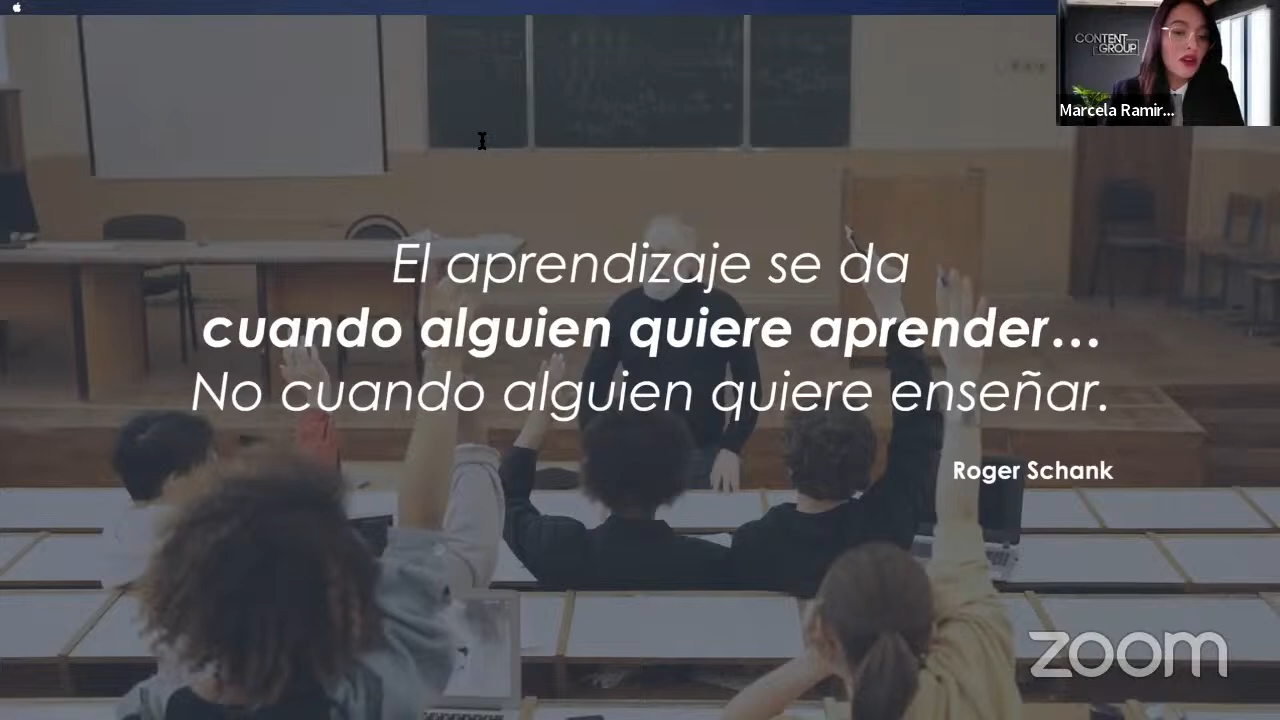 CONTENT
GROUP
Marcela Ramír...
El aprendizaje se da
cuando alguien quiere aprender...
No cuando alguien quiere enseñar.
Roger Schank
zoom